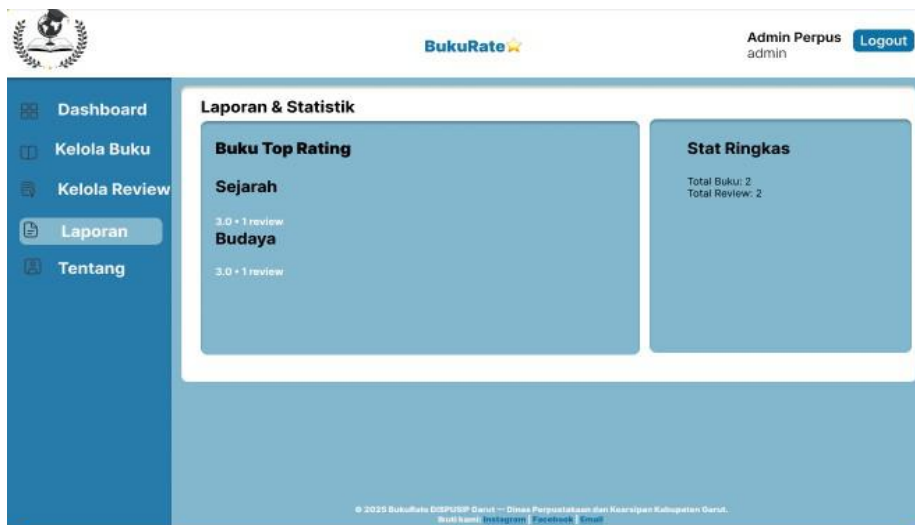 BukuRate
Admin Perpus
admin
Logout
Dashboard
Kelola Buku
Kelola Review
Laporan
Tentang
Laporan & Statistik
Buku Top Rating
Sejarah
3.0 • 1 review
Budaya
3.0 • 1 review
Stat Ringkas
Total Buku: 2
Total Review: 2
© 2025 BukuRate DISPUSIP Garut — Dinas Perpustakaan dan Kearsipan Kabupaten Garut.
Ikuti kami: Instagram | Facebook | Email